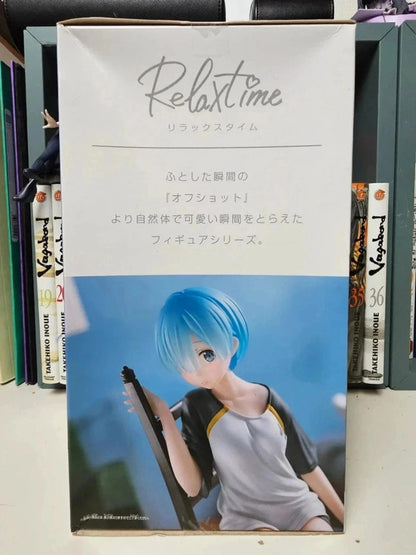 Relaxtime
リラックスタイム
ふとした瞬間の
「オフショット」
より自然体で可愛い瞬間をとらえた
フィギュアシリーズ。
Vagabond
19
TAKEHIKO INOUE
Vagabond
TAKEHIKO INOUE
Vagabond
TAKEHIKO INOUE
Vagabond
36
TAKEHIKO INOUE